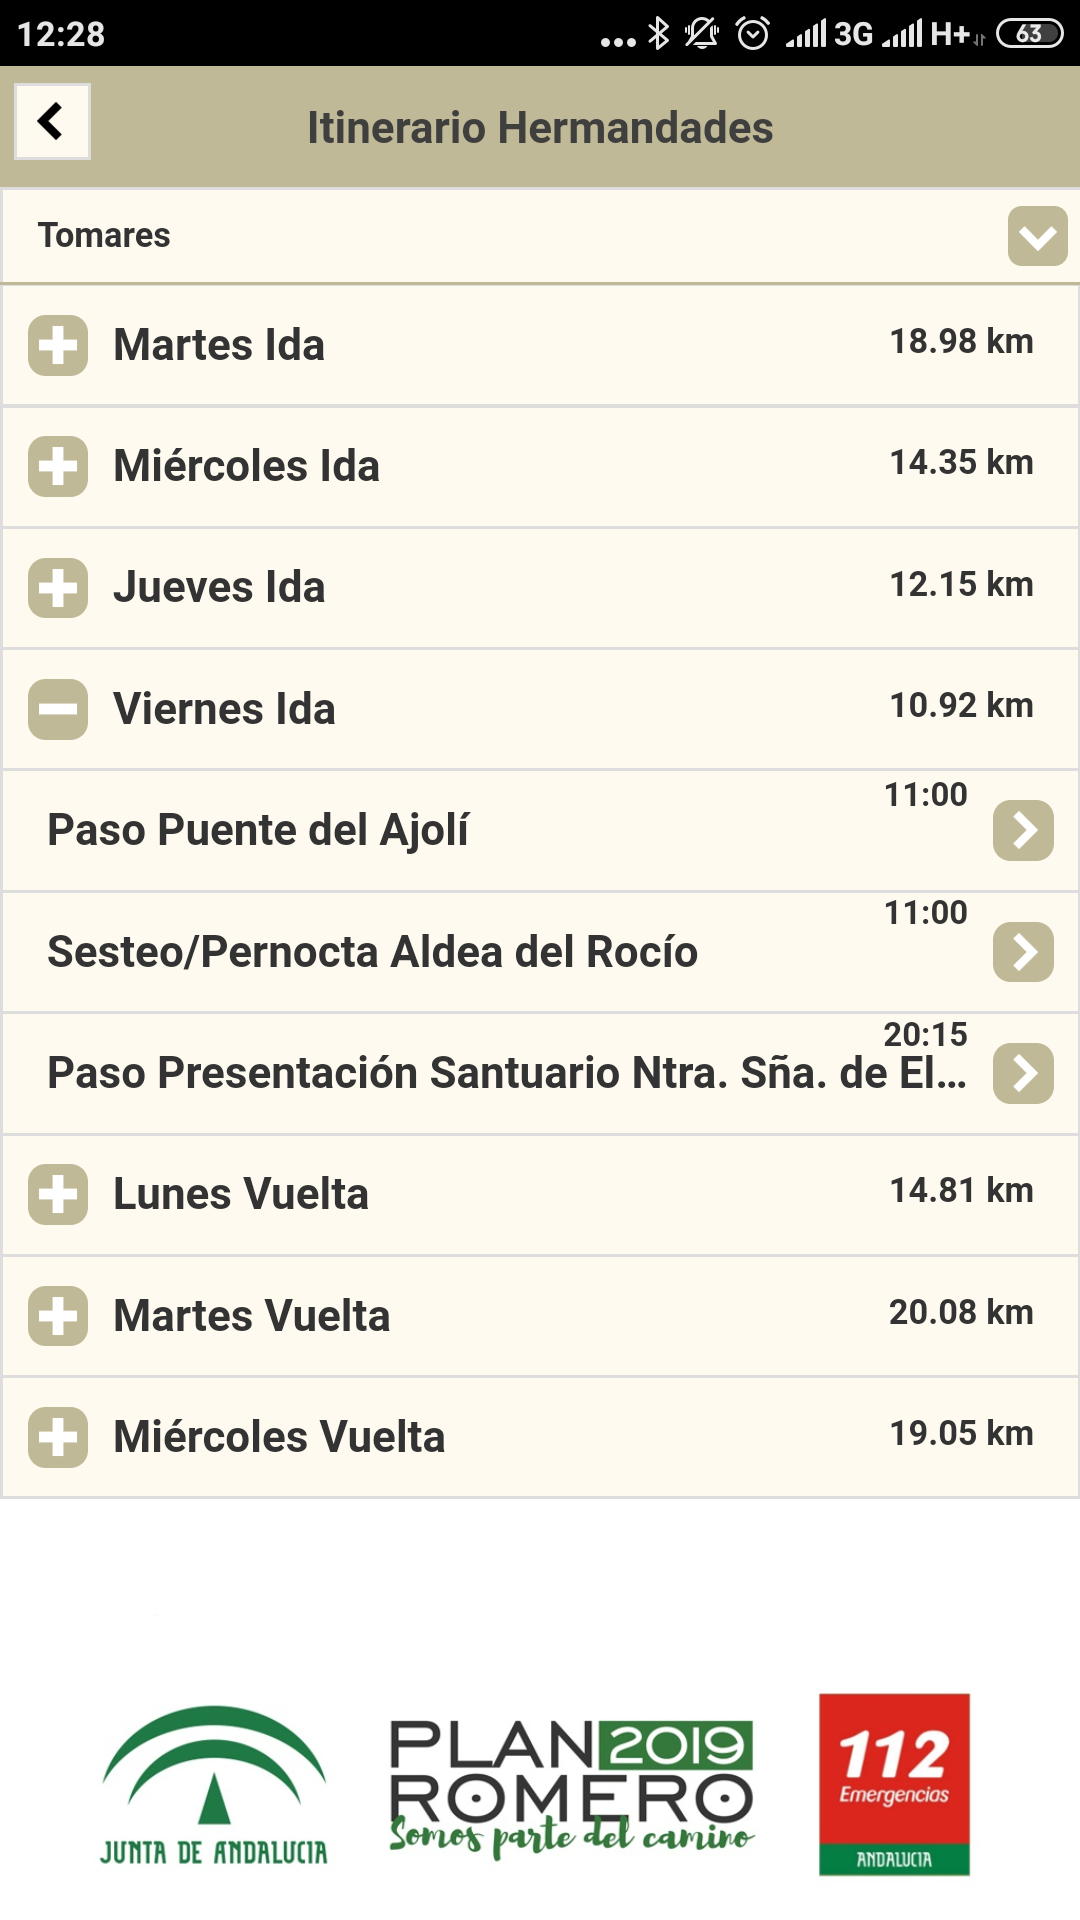 12:28
3G H+ 63
Itinerario Hermandades
Tomares
Martes Ida 18.98 km
Miércoles Ida 14.35 km
Jueves Ida 12.15 km
Viernes Ida 10.92 km
11:00
Paso Puente del Ajolí
11:00
Sesteo/Pernocta Aldea del Rocío
20:15
Paso Presentación Santuario Ntra. Sña. de El...
Lunes Vuelta 14.81 km
Martes Vuelta 20.08 km
Miércoles Vuelta 19.05 km
JUNTA DE ANDALUCIA
PLAN 2019
ROMERO
Somos parte del camino
112
Emergencias
ANDALUCIA